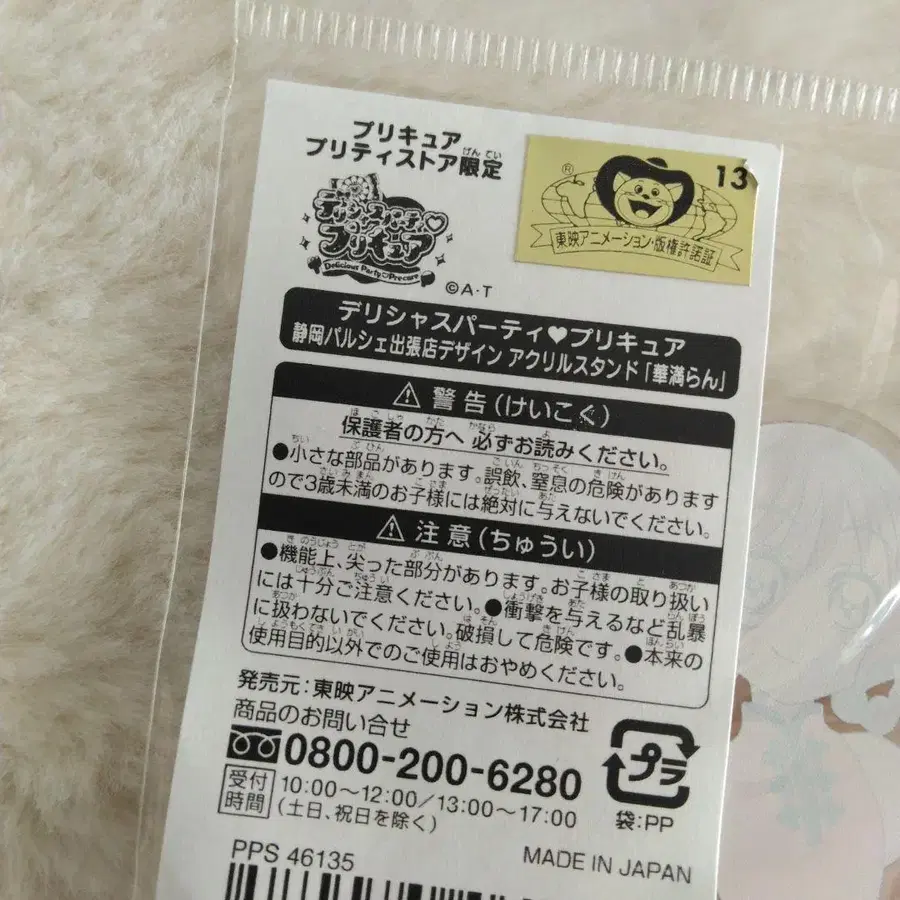 プリキュア
プリティストア限定
げんてい
デリシャスパーティ♡
プリキュア
Delicious Party♡Precure
©A·T
® 13
東映アニメーション・版権許諾証
デリシャスパーティ♥プリキュア
静岡パルシェ出張店デザイン アクリルスタンド「華満らん」
⚠ 警告(けいこく)
保護者の方へ 必ずお読みください。
●小さな部品があります。誤飲、窒息の危険があります
ので3歳未満のお子様には絶対に与えないでください。
⚠ 注意(ちゅうい)
●機能上、尖った部分があります。お子様の取り扱い
には十分ご注意ください。●衝撃を与えるなど乱暴
に扱わないでください。破損して危険です。●本来の
使用目的以外でのご使用はおやめください。
発売元:東映アニメーション株式会社
商品のお問い合せ
0800-200-6280
受付時間 10:00~12:00/13:00~17:00
(土日、祝日を除く)
プラ
袋:PP
PPS 46135
MADE IN JAPAN